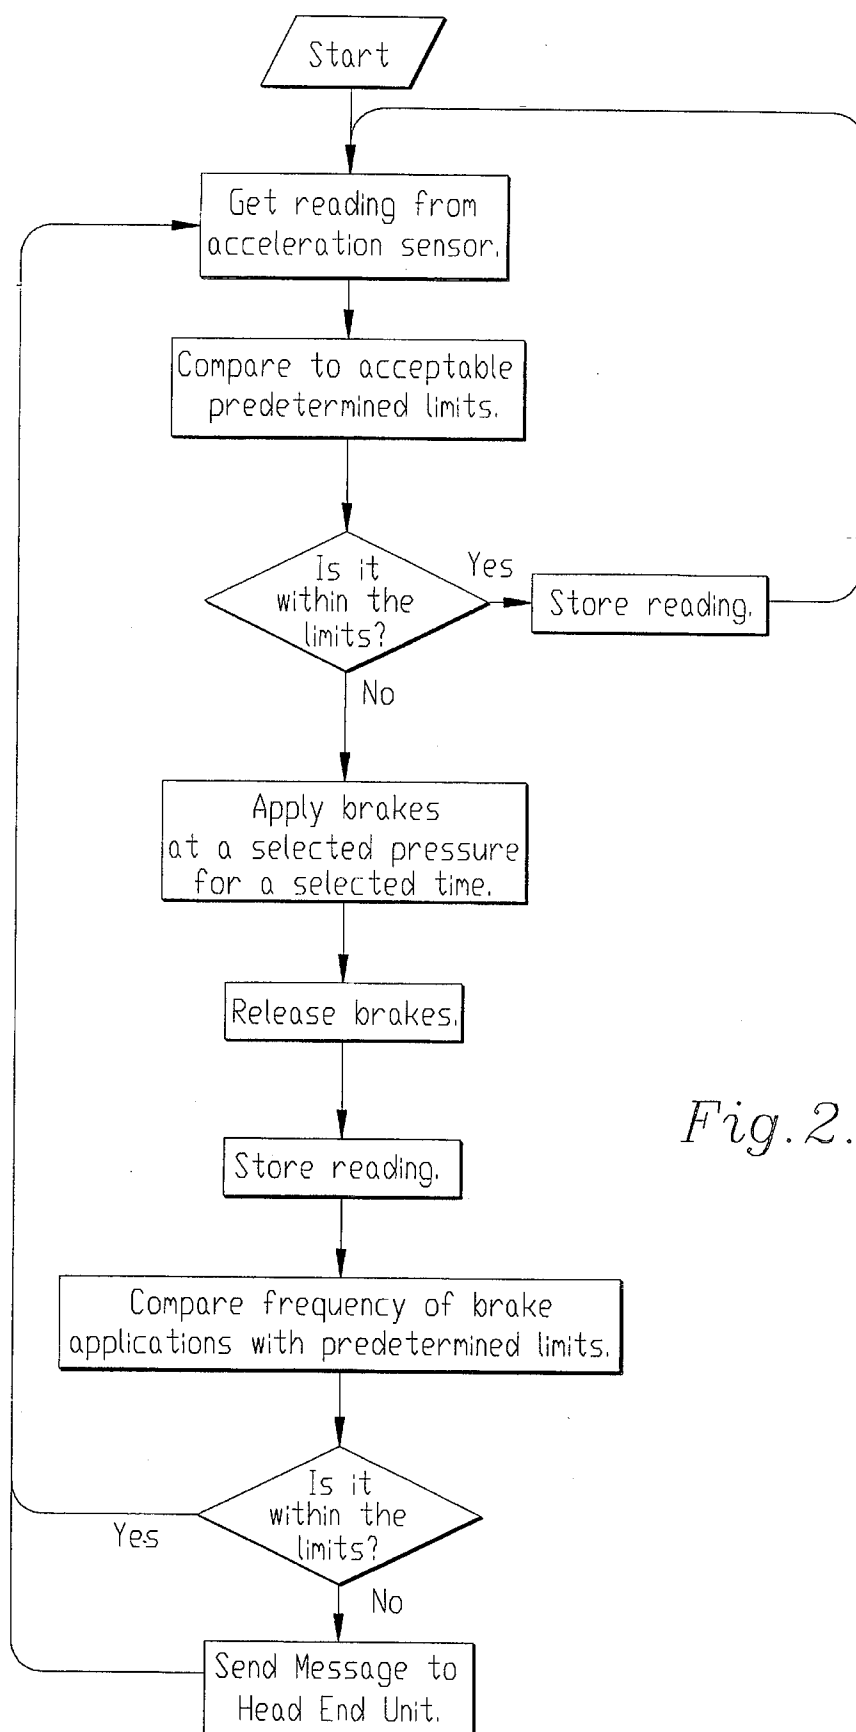 Start
Get reading from
acceleration sensor.
Compare to acceptable
predetermined limits.
Is it
within the
limits?
Yes
Store reading.
No
Apply brakes
at a selected pressure
for a selected time.
Release brakes.
Fig.2.
Store reading.
Compare frequency of brake
applications with predetermined limits.
Is it
within the
limits?
Yes
No
Send Message to
Head End Unit.